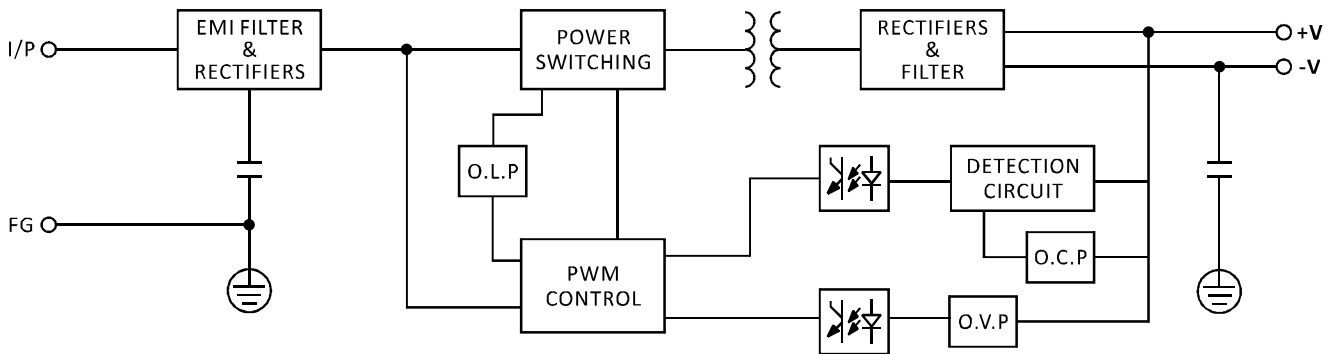 I/P
EMI FILTER
&
RECTIFIERS
POWER
SWITCHING
RECTIFIERS
&
FILTER
+V
-V
O.L.P
DETECTION
CIRCUIT
FG
O.C.P
PWM
CONTROL
O.V.P